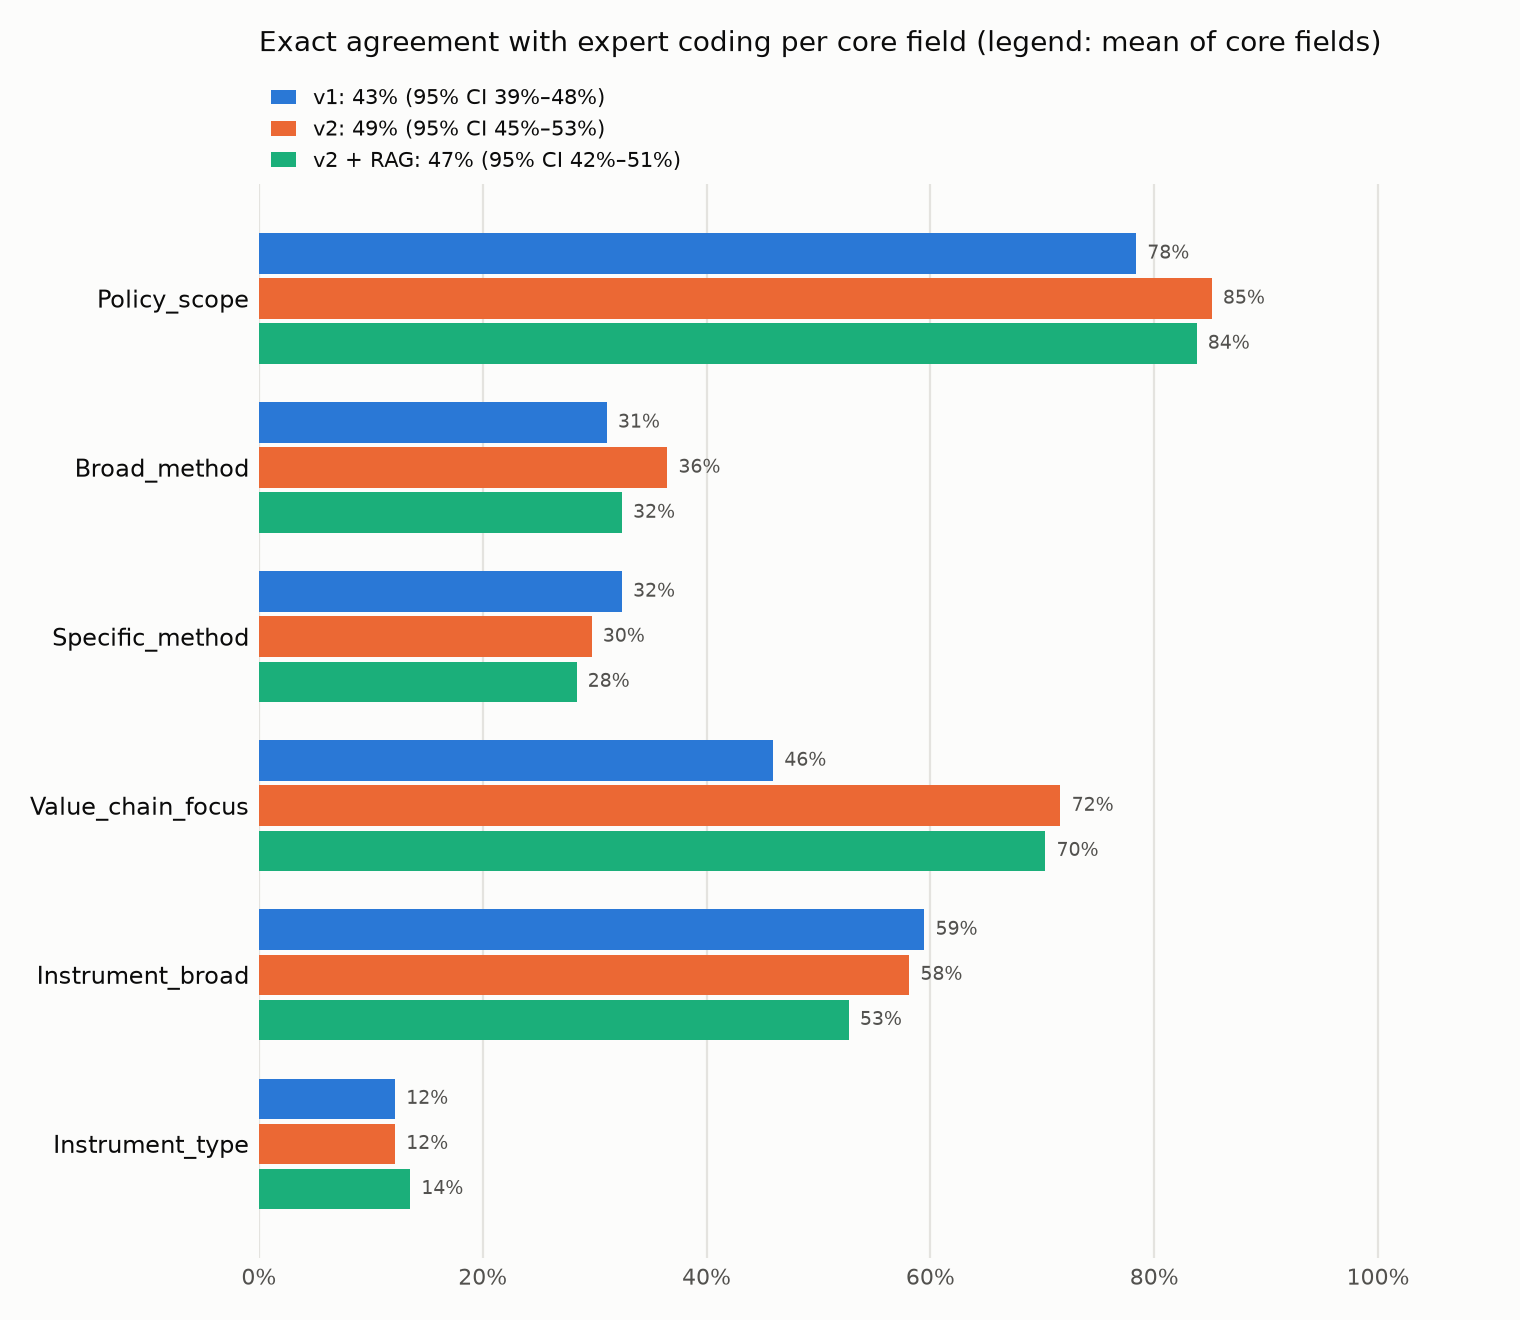 Exact agreement with expert coding per core field (legend: mean of core fields)
v1: 43% (95% CI 39%–48%)
v2: 49% (95% CI 45%–53%)
v2 + RAG: 47% (95% CI 42%–51%)
78%
Policy_scope
85%
84%
31%
Broad_method
36%
32%
32%
Specific_method
30%
28%
46%
Value_chain_focus
72%
70%
59%
Instrument_broad
58%
53%
12%
Instrument_type
12%
14%
0%
20%
40%
60%
80%
100%